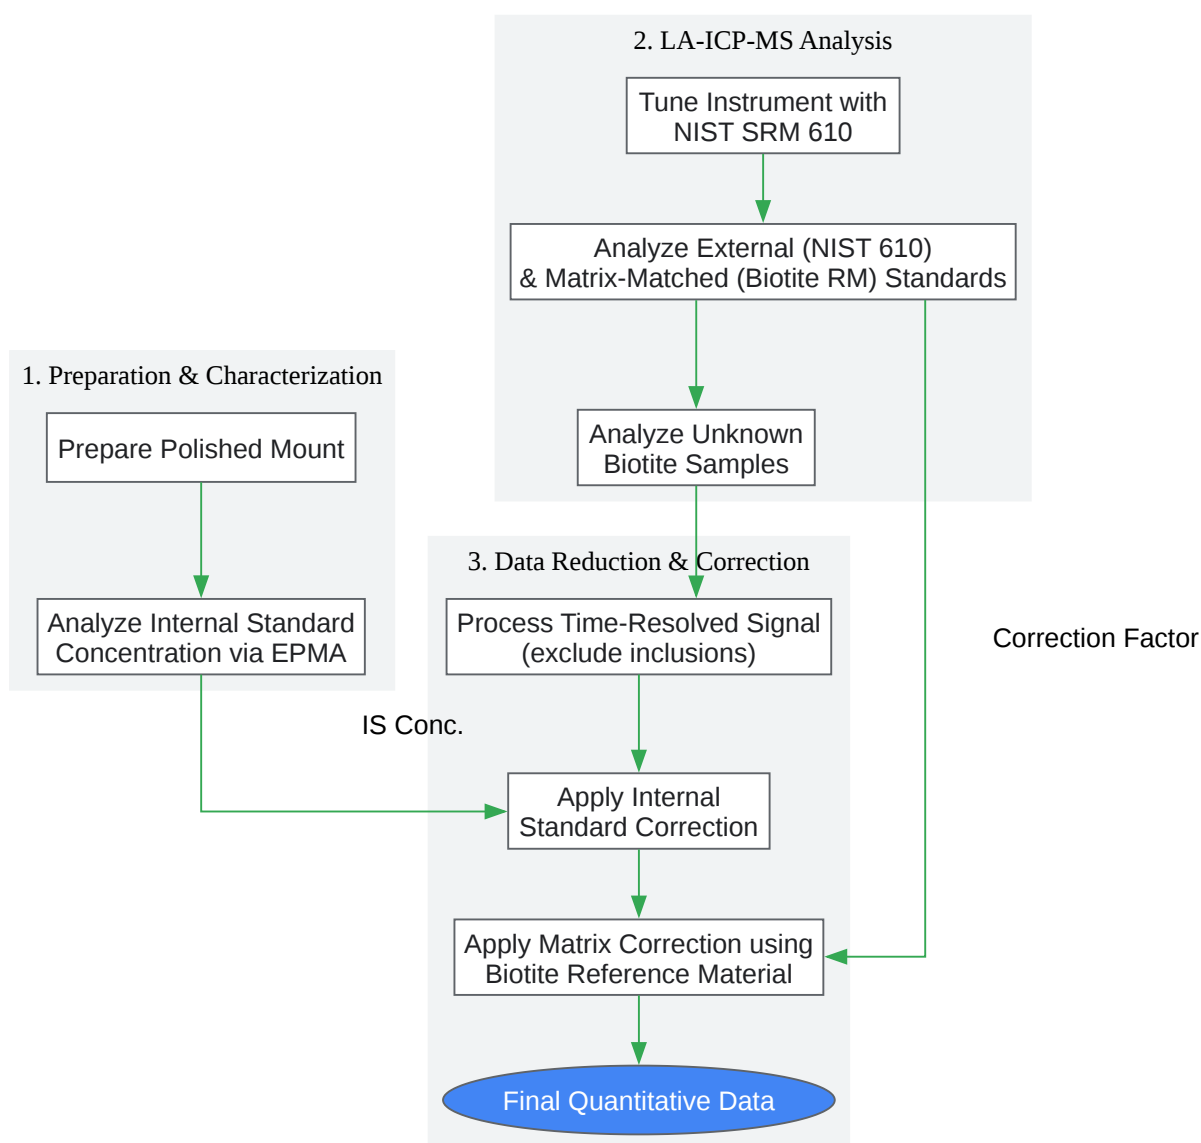 2. LA-ICP-MS Analysis
Tune Instrument with
NIST SRM 610
Analyze External (NIST 610)
& Matrix-Matched (Biotite RM) Standards
Analyze Unknown
Biotite Samples
1. Preparation & Characterization
Prepare Polished Mount
Analyze Internal Standard
Concentration via EPMA
IS Conc.
3. Data Reduction & Correction
Process Time-Resolved Signal
(exclude inclusions)
Correction Factor
Apply Internal
Standard Correction
Apply Matrix Correction using
Biotite Reference Material
Final Quantitative Data